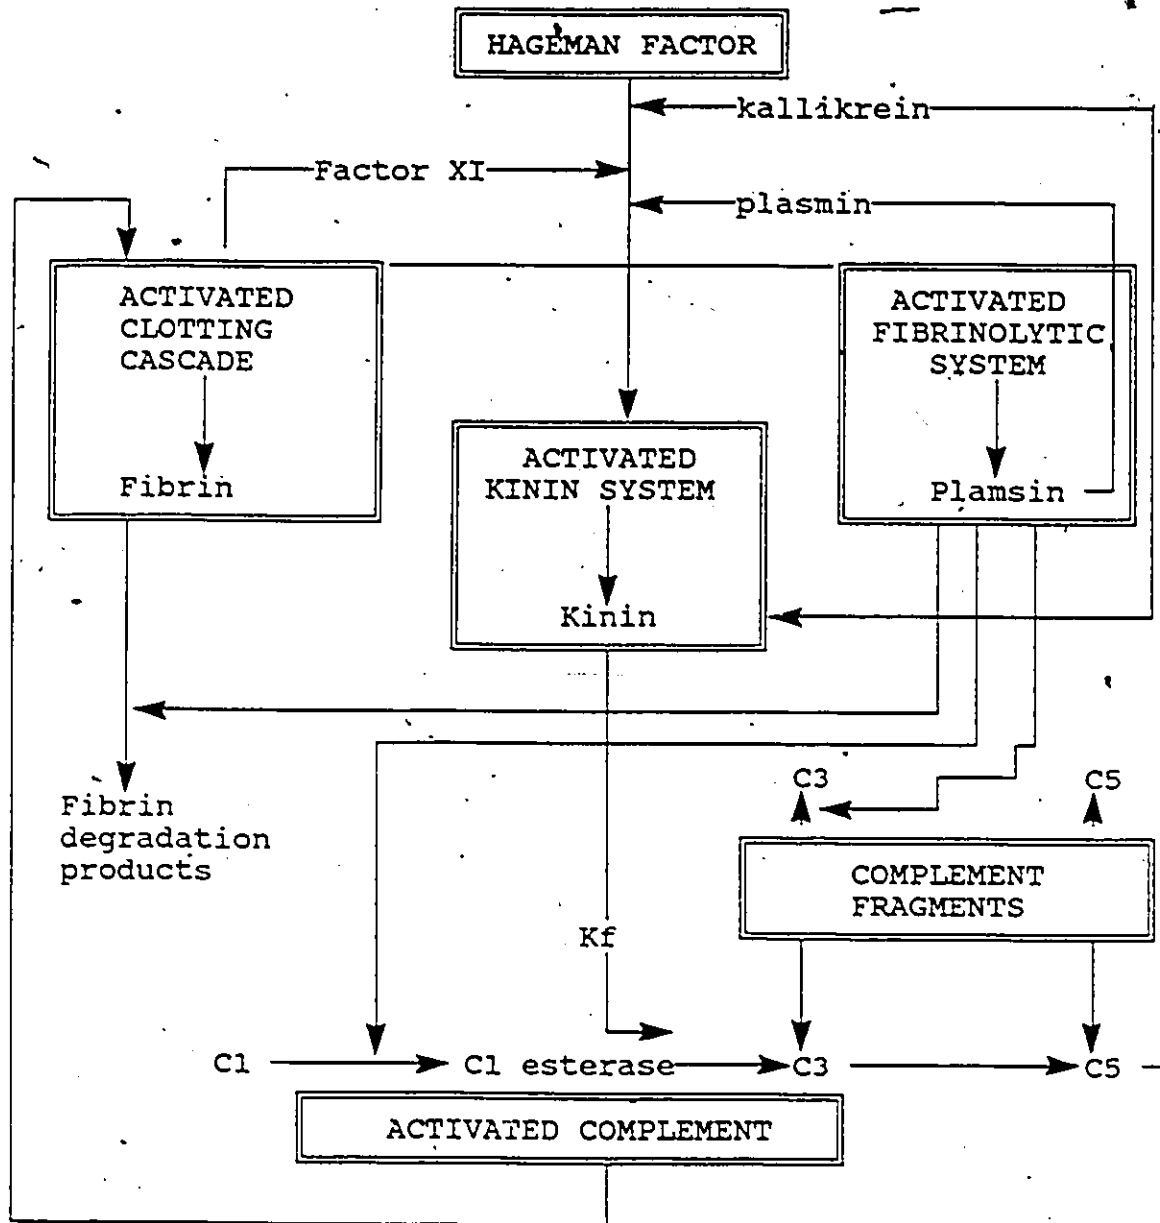 HAGEMAN FACTOR
kallikrein
Factor XI
plasmin
ACTIVATED
CLOTTING
CASCADE
Fibrin
ACTIVATED
FIBRINOLYTIC
SYSTEM
Plamsin
ACTIVATED
KININ SYSTEM
Kinin
Fibrin
degradation
products
C3
C5
COMPLEMENT
FRAGMENTS
Kf
C1
C1 esterase
C3
C5
ACTIVATED COMPLEMENT